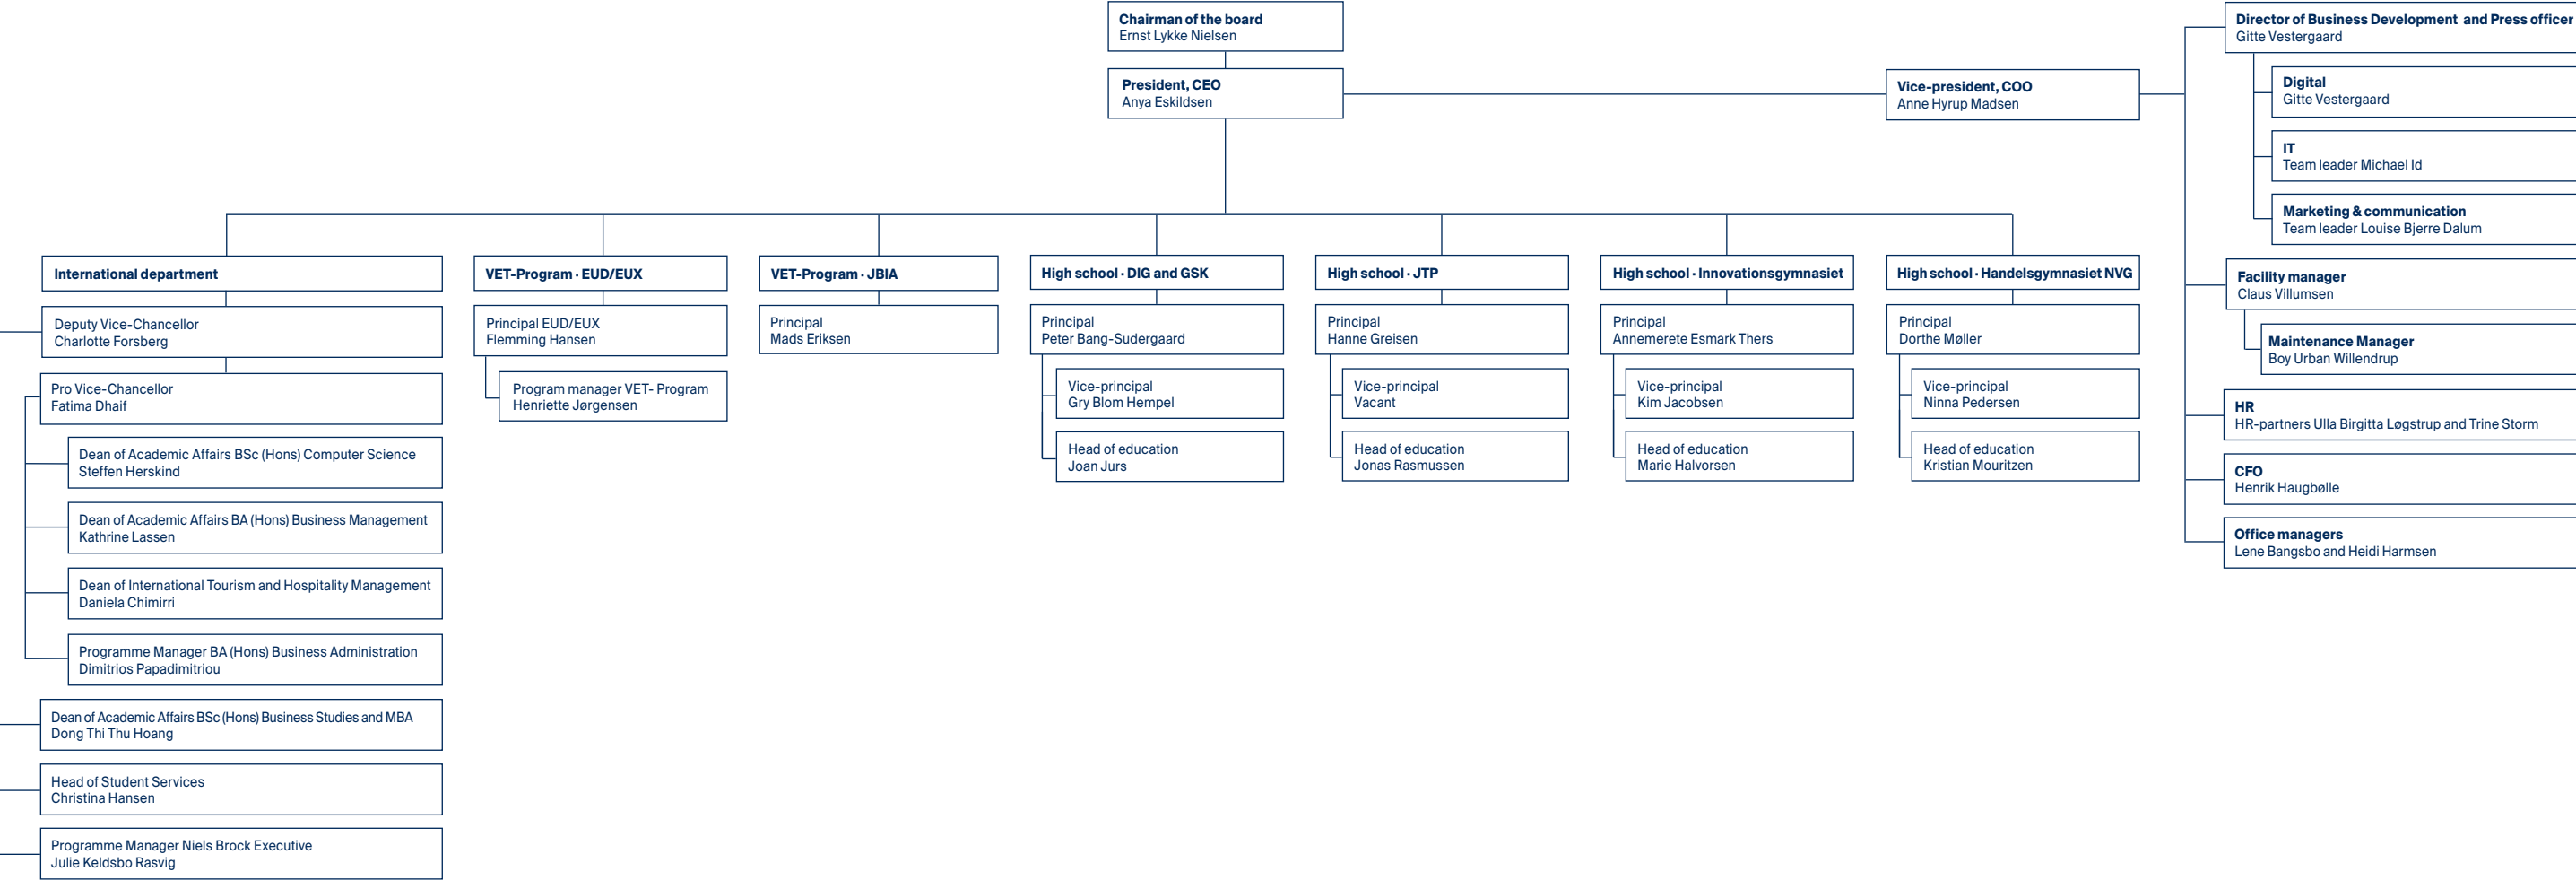 Chairman of the board
Ernst Lykke Nielsen
President, CEO
Anya Eskildsen
Vice-president, COO
Anne Hyrup Madsen
Director of Business Development and Press officer
Gitte Vestergaard
Digital
Gitte Vestergaard
IT
Team leader Michael Id
Marketing & communication
Team leader Louise Bjerre Dalum
Facility manager
Claus Villumsen
Maintenance Manager
Boy Urban Willendrup
HR
HR-partners Ulla Birgitta Løgstrup and Trine Storm
CFO
Henrik Haugbølle
Office managers
Lene Bangsbo and Heidi Harmsen
International department
Deputy Vice-Chancellor
Charlotte Forsberg
Pro Vice-Chancellor
Fatima Dhaif
Dean of Academic Affairs BSc (Hons) Computer Science
Steffen Herskind
Dean of Academic Affairs BA (Hons) Business Management
Kathrine Lassen
Dean of International Tourism and Hospitality Management
Daniela Chimirri
Programme Manager BA (Hons) Business Administration
Dimitrios Papadimitriou
Dean of Academic Affairs BSc (Hons) Business Studies and MBA
Dong Thi Thu Hoang
Head of Student Services
Christina Hansen
Programme Manager Niels Brock Executive
Julie Keldsbo Rasvig
VET-Program · EUD/EUX
Principal EUD/EUX
Flemming Hansen
Program manager VET- Program
Henriette Jørgensen
VET-Program · JBIA
Principal
Mads Eriksen
High school · DIG and GSK
Principal
Peter Bang-Sudergaard
Vice-principal
Gry Blom Hempel
Head of education
Joan Jurs
High school · JTP
Principal
Hanne Greisen
Vice-principal
Vacant
Head of education
Jonas Rasmussen
High school · Innovationsgymnasiet
Principal
Annemerete Esmark Thers
Vice-principal
Kim Jacobsen
Head of education
Marie Halvorsen
High school · Handelsgymnasiet NVG
Principal
Dorthe Møller
Vice-principal
Ninna Pedersen
Head of education
Kristian Mouritzen